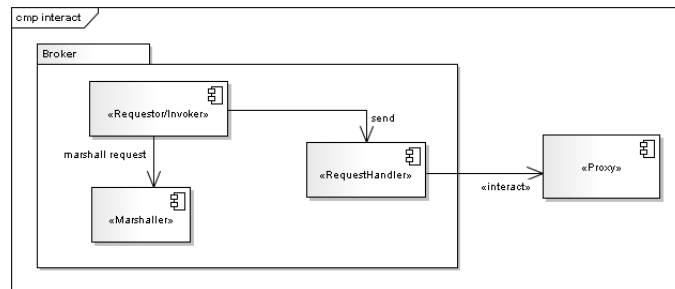 cmp interact
Broker
«Requestor/Invoker»
send
marshall request
«RequestHandler»
«Proxy»
«interact»
«Marshaller»